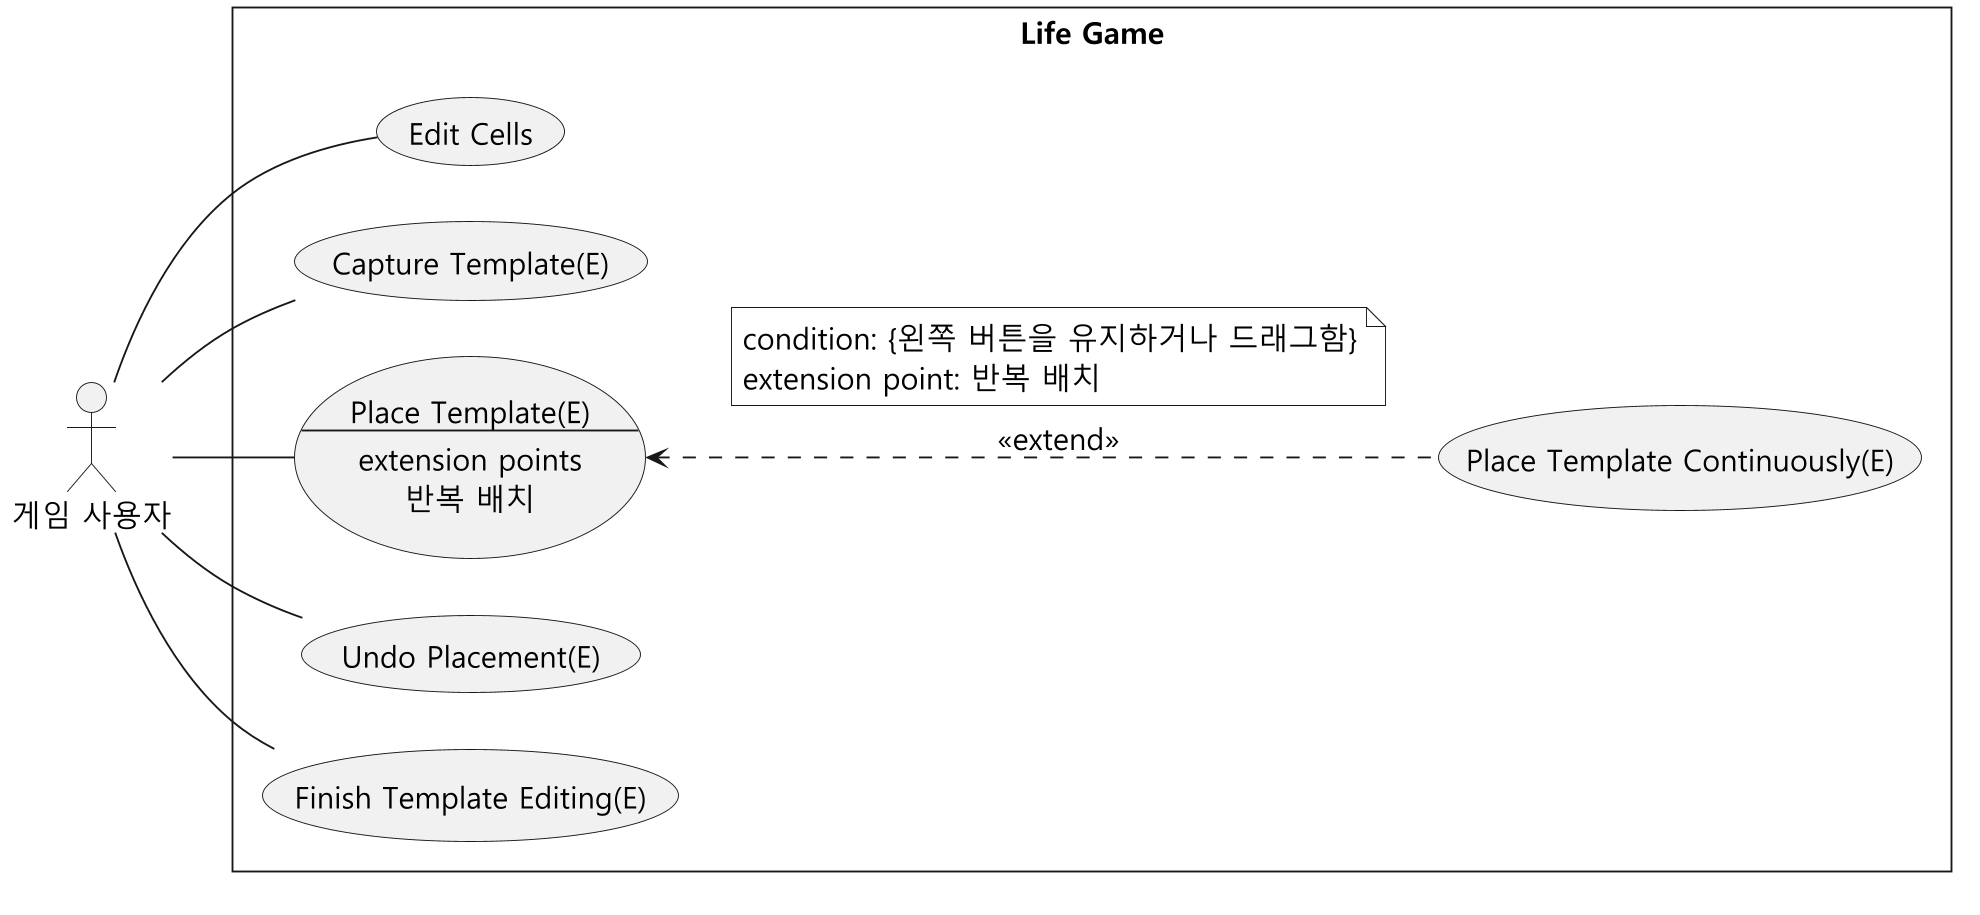 Life Game
Edit Cells
Capture Template(E)
condition: {왼쪽 버튼을 유지하거나 드래그함}
extension point: 반복 배치
Place Template(E)
extension points
반복 배치
«extend»
Place Template Continuously(E)
게임 사용자
Undo Placement(E)
Finish Template Editing(E)